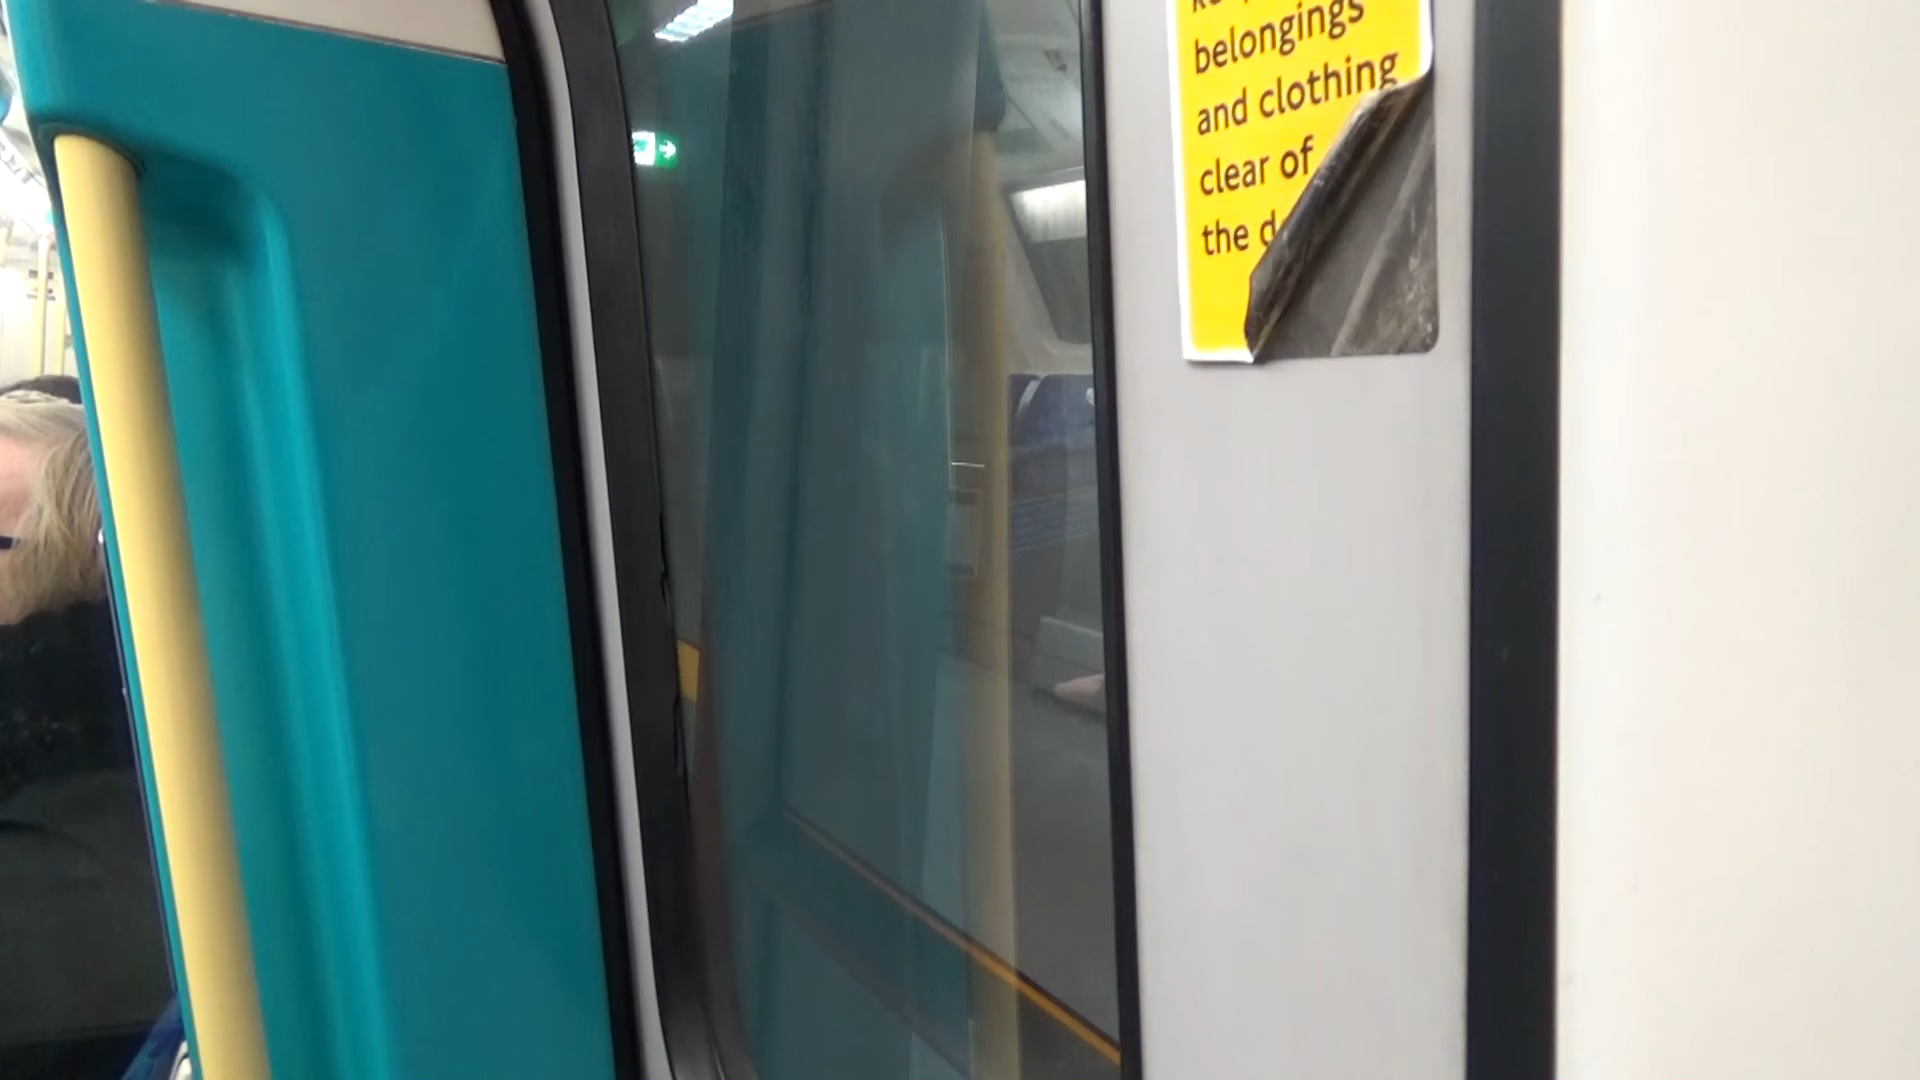 belongings
and clothing
clear of
the